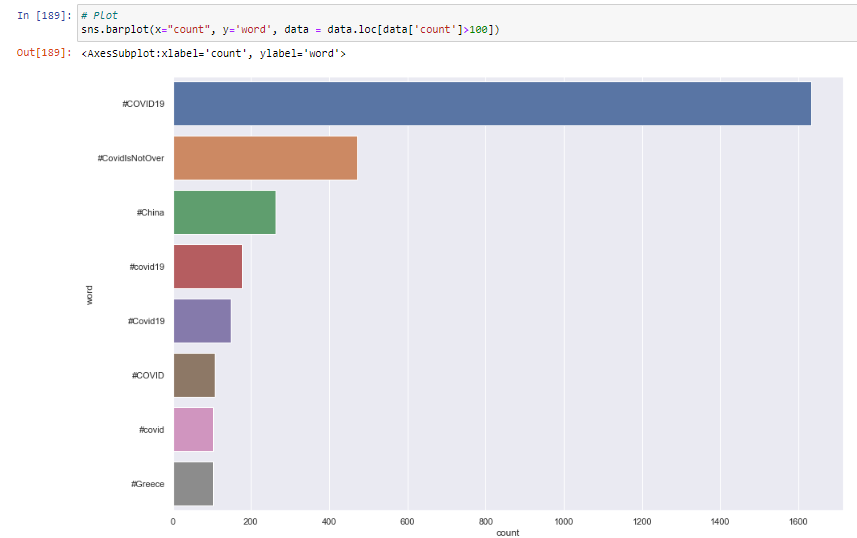 In [189]: # Plot
sns.barplot(x="count", y='word', data = data.loc[data['count']>100])
Out[189]: <AxesSubplot:xlabel='count', ylabel='word'>
#COVID19
#CovidIsNotOver
#China
#covid19
word
#Covid19
#COVID
#covid
#Greece
0 200 400 600 800 1000 1200 1400 1600
count